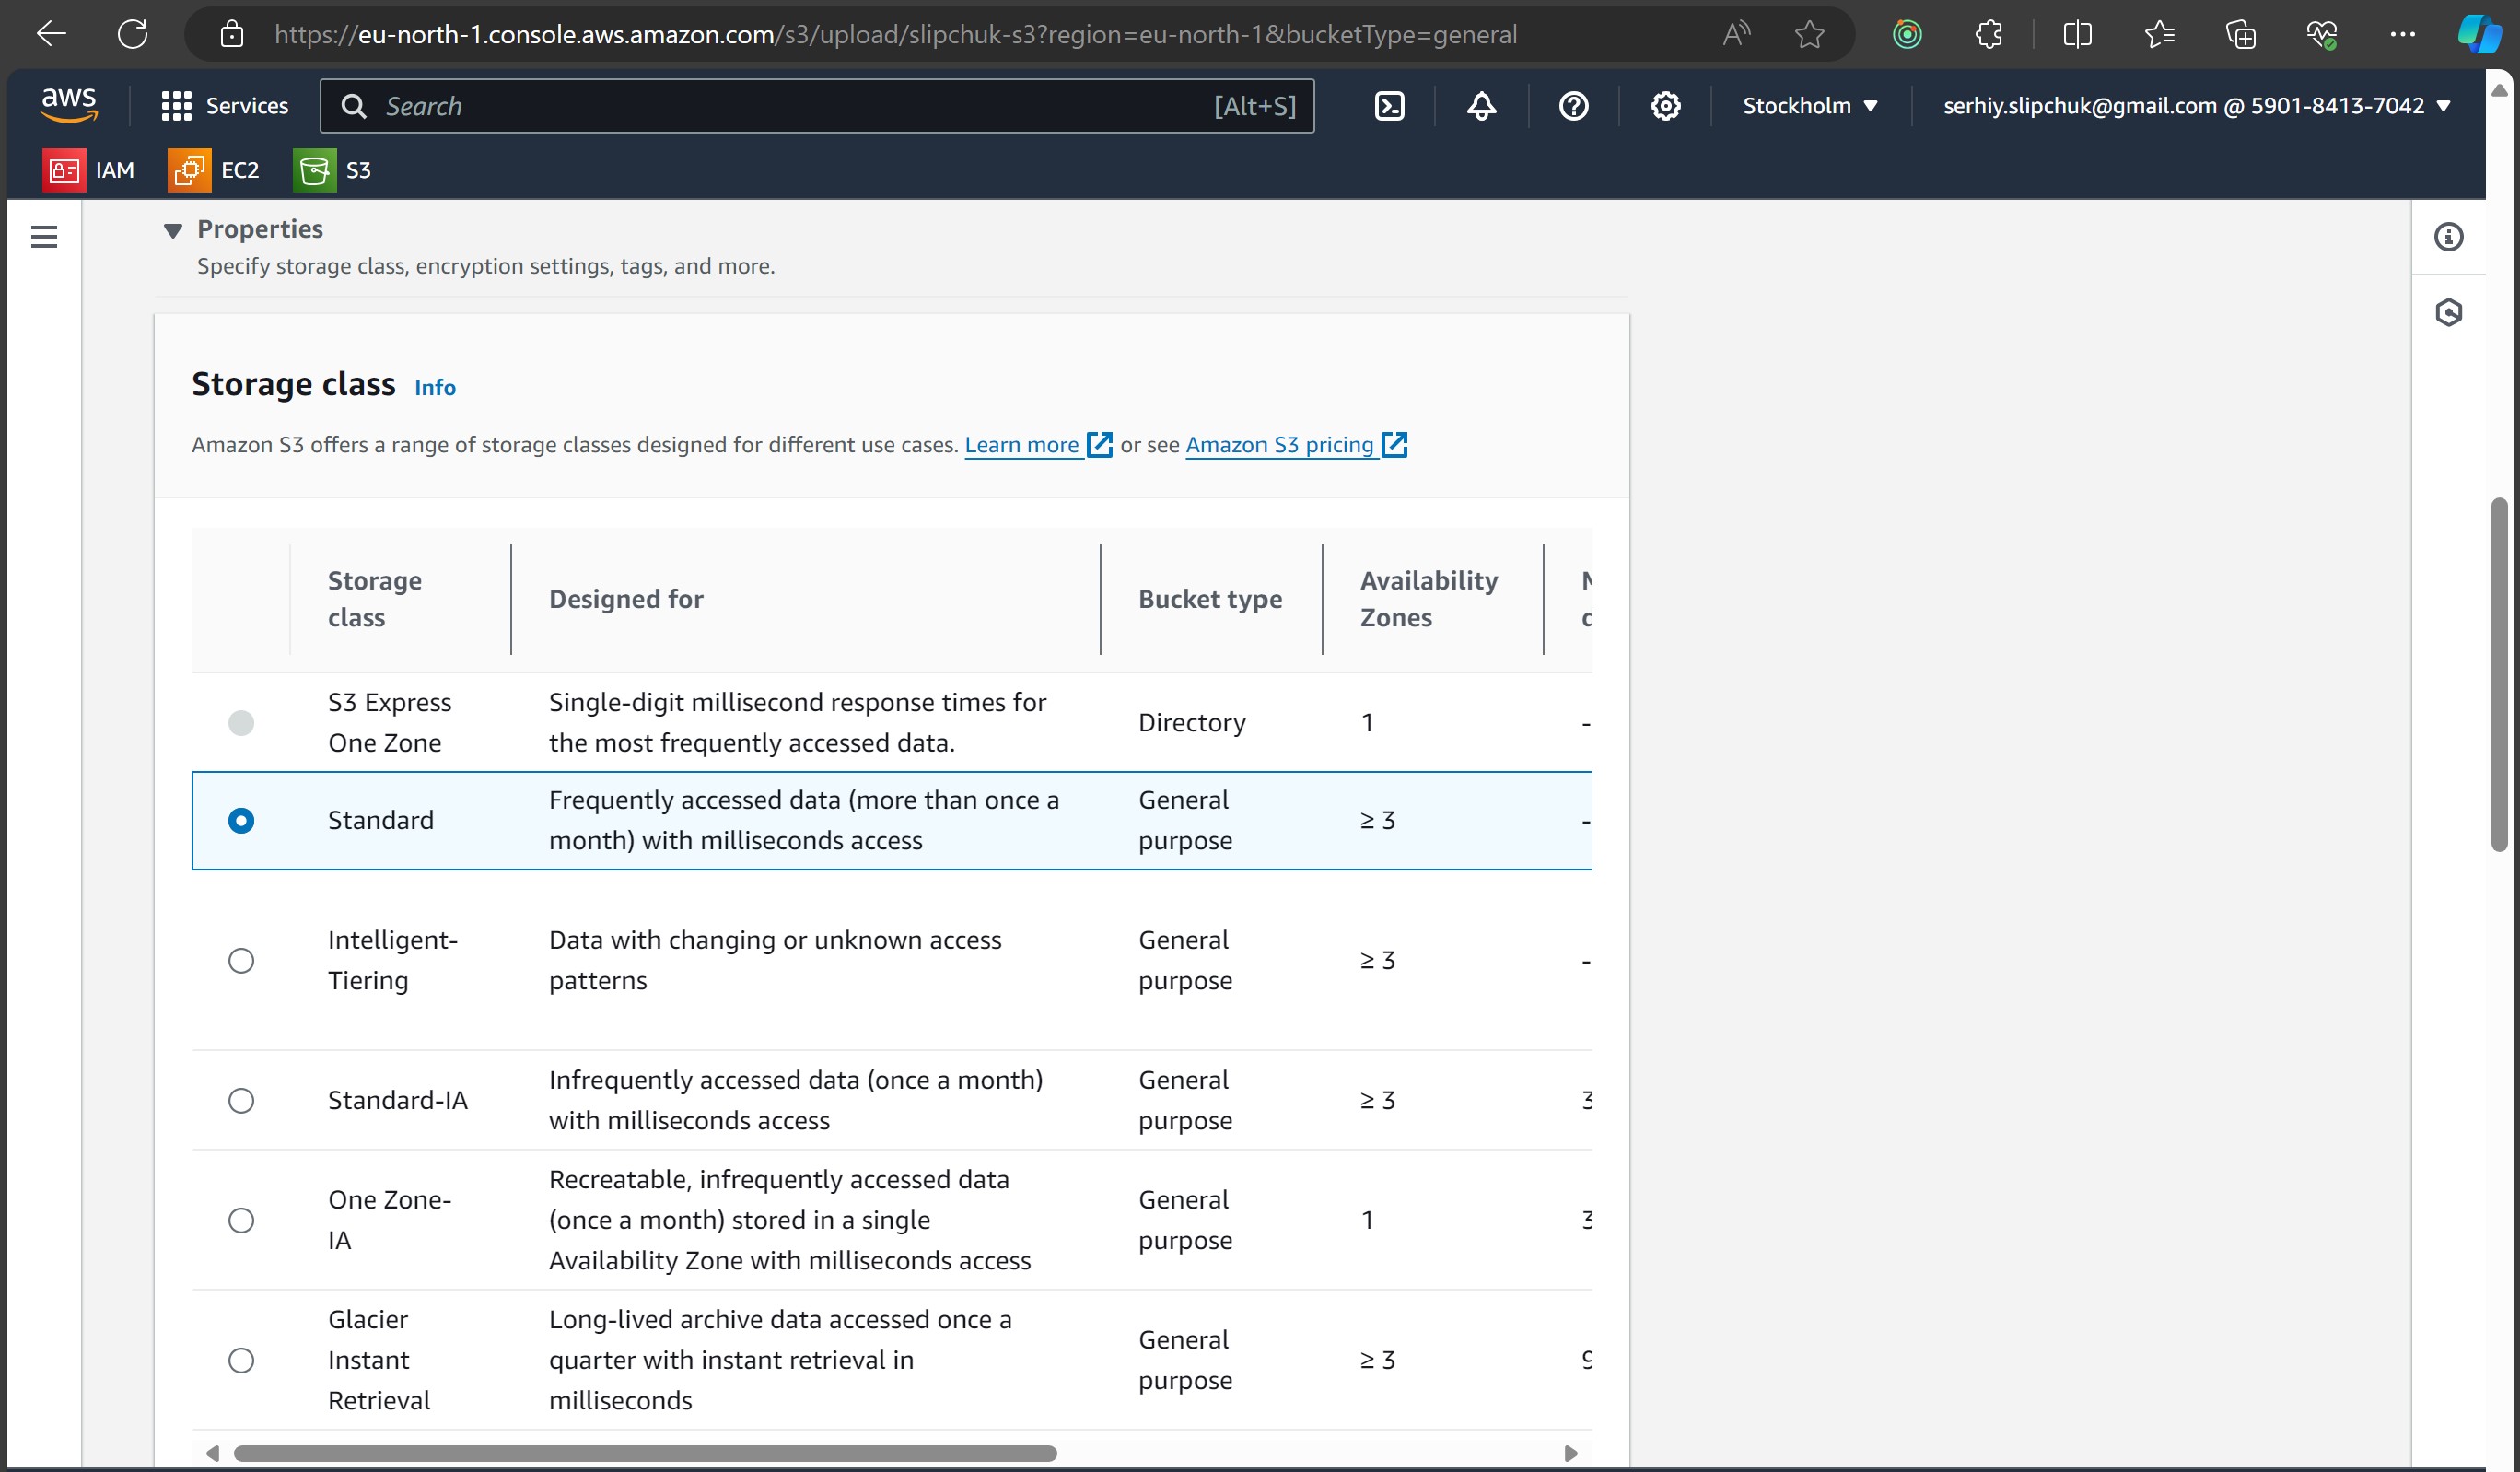 https://eu-north-1.console.aws.amazon.com/s3/upload/slipchuk-s3?region=eu-north-1&bucketType=general
aws
Services
Search
[Alt+S]
Stockholm
serhiy.slipchuk@gmail.com @ 5901-8413-7042
IAM
EC2
S3
Properties
Specify storage class, encryption settings, tags, and more.
Storage class Info
Amazon S3 offers a range of storage classes designed for different use cases. Learn more or see Amazon S3 pricing
Storage
class
Designed for
Bucket type
Availability
Zones
S3 Express
One Zone
Single-digit millisecond response times for
the most frequently accessed data.
Directory
1
-
Standard
Frequently accessed data (more than once a
month) with milliseconds access
General
purpose
≥ 3
-
Intelligent-
Tiering
Data with changing or unknown access
patterns
General
purpose
≥ 3
-
Standard-IA
Infrequently accessed data (once a month)
with milliseconds access
General
purpose
≥ 3
One Zone-
IA
Recreatable, infrequently accessed data
(once a month) stored in a single
Availability Zone with milliseconds access
General
purpose
1
Glacier
Instant
Retrieval
Long-lived archive data accessed once a
quarter with instant retrieval in
milliseconds
General
purpose
≥ 3